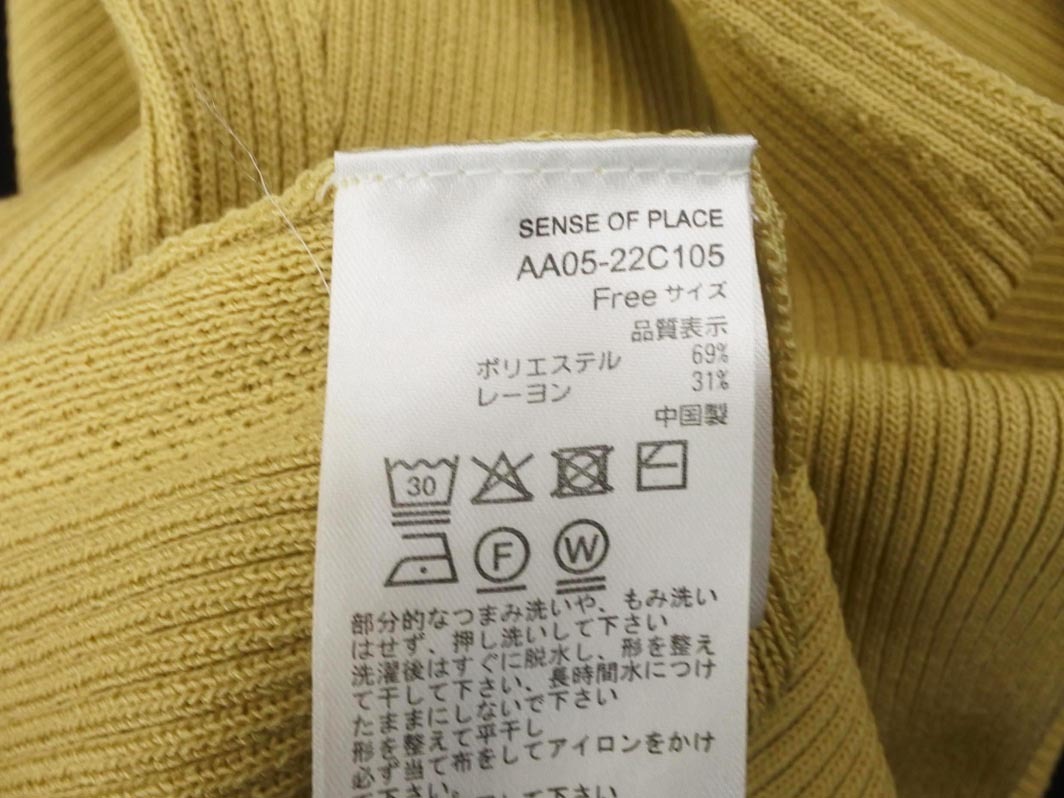 SENSE OF PLACE
AA05-22C105
Free サイズ
品質表示
ポリエステル 69%
レーヨン 31%
中国製
30
F W
部分的なつまみ洗いや、もみ洗い
はせず、押し洗いして下さい
洗濯後はすぐに脱水し、形を整え
て干して下さい、長時間水につけ
たままにしないで下さい
形を整えて平干し
必ず当て布をしてアイロンをかけ
て下さい。